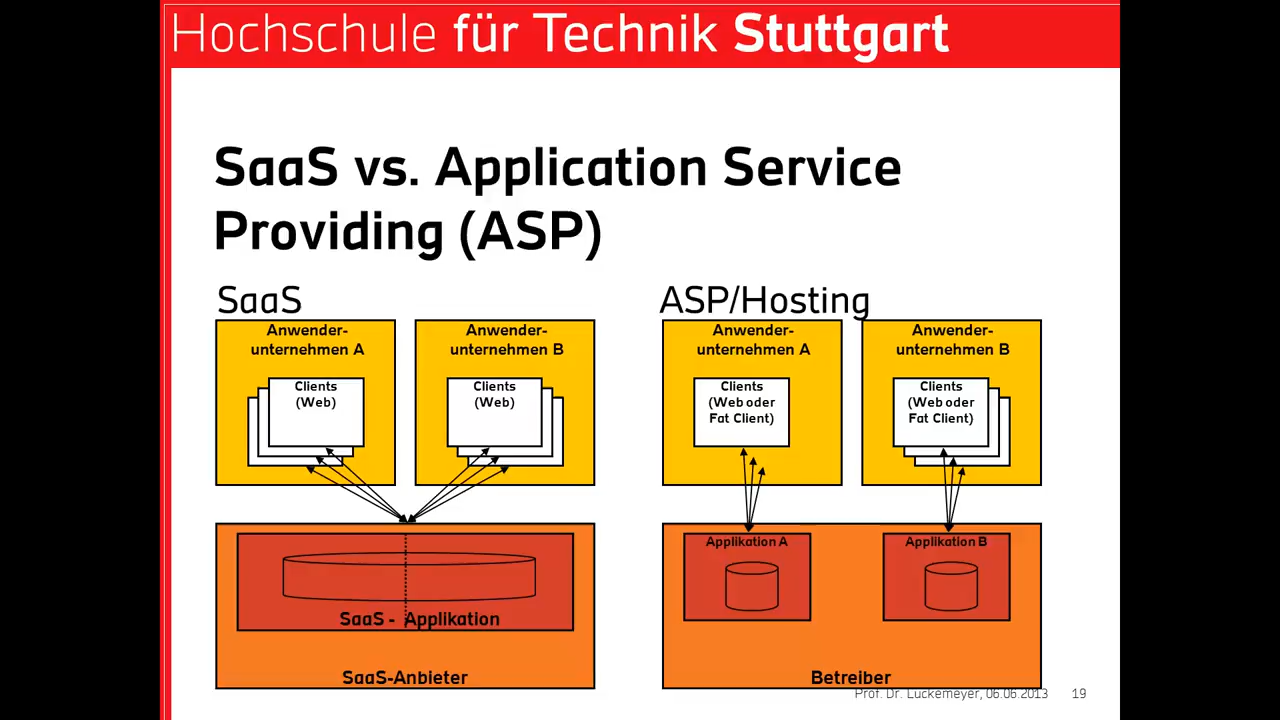 Hochschule für Technik Stuttgart
SaaS vs. Application Service
Providing (ASP)
SaaS
Anwender-
unternehmen A
Clients
(Web)
Anwender-
unternehmen B
Clients
(Web)
SaaS - Applikation
SaaS-Anbieter
ASP/Hosting
Anwender-
unternehmen A
Clients
(Web oder
Fat Client)
Anwender-
unternehmen B
Clients
(Web oder
Fat Client)
Applikation A
Applikation B
Betreiber
Prof. Dr. Luckemeyer, 06.06.2013 19